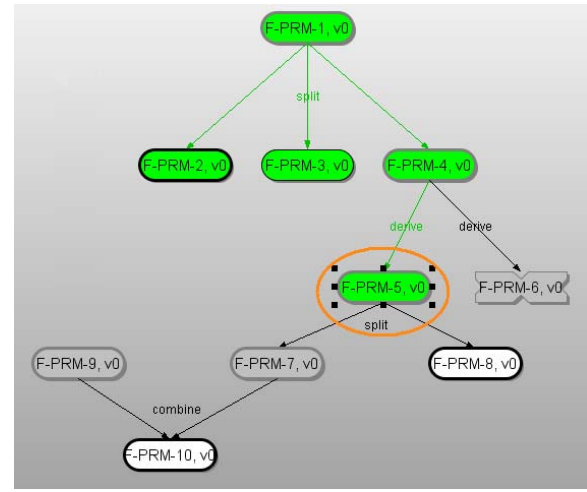 F-PRM-1, v0
split
F-PRM-2, v0
F-PRM-3, v0
F-PRM-4, v0
derive
derive
F-PRM-5, v0
F-PRM-6, v0
split
F-PRM-9, v0
F-PRM-7, v0
F-PRM-8, v0
combine
F-PRM-10, v0